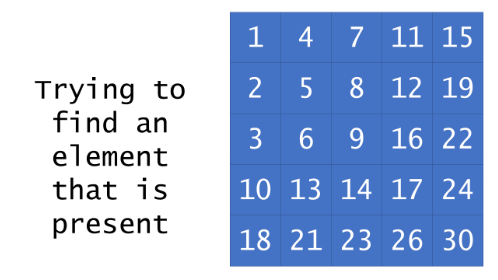 Trying to
find an
element
that is
present
1 4 7 11 15
2 5 8 12 19
3 6 9 16 22
10 13 14 17 24
18 21 23 26 30